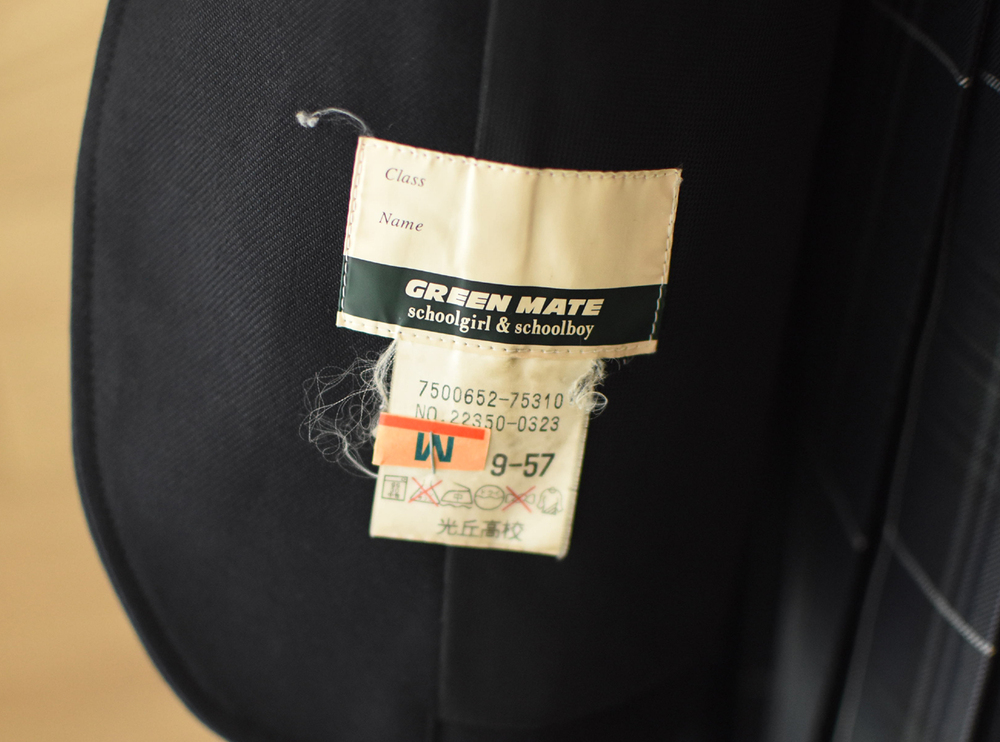 Class
Name
GREEN MATE
schoolgirl & schoolboy
7500652-75310
NO.22350-0323
M
9-57
光丘高校